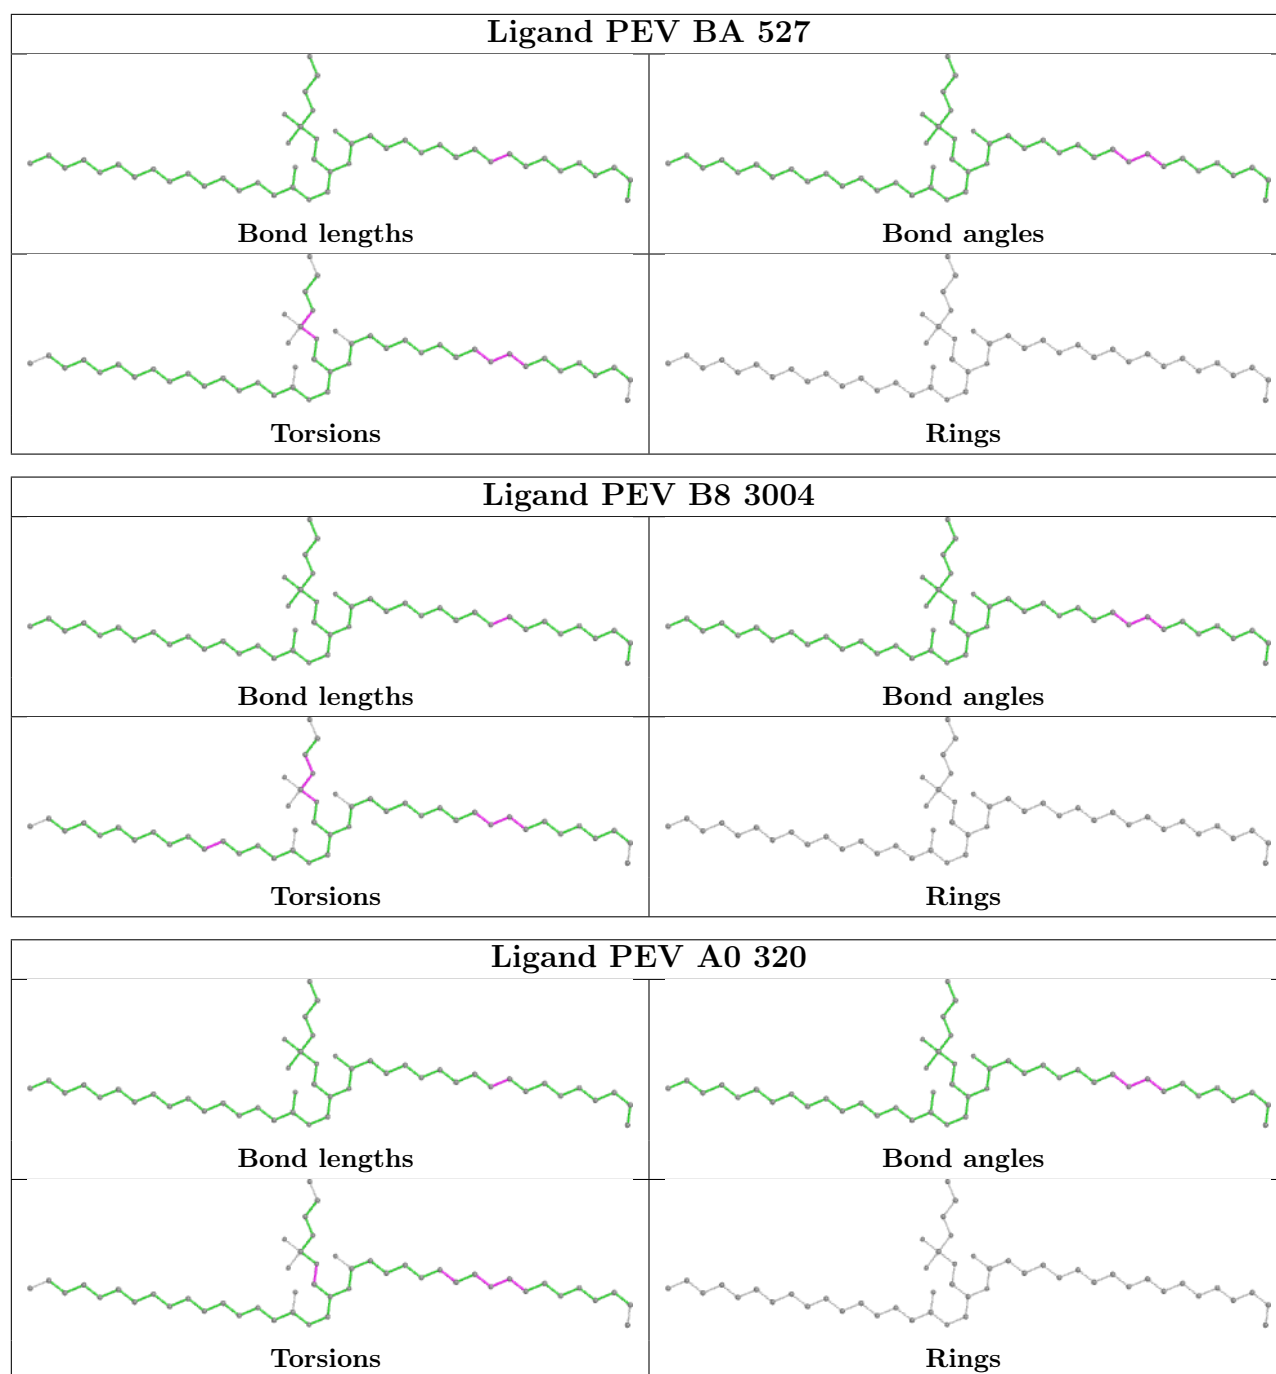 Ligand PEV BA 527
Bond lengths
Bond angles
Torsions
Rings
Ligand PEV B8 3004
Bond lengths
Bond angles
Torsions
Rings
Ligand PEV A0 320
Bond lengths
Bond angles
Torsions
Rings